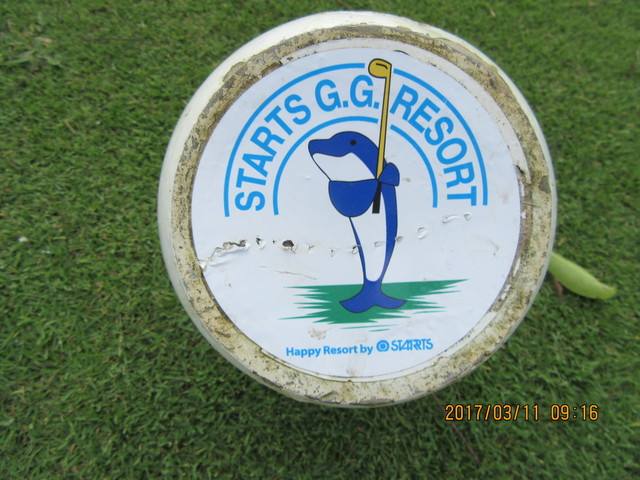 STARTS G.G. RESORT
Happy Resort by STARTS
2017/03/11 09:16